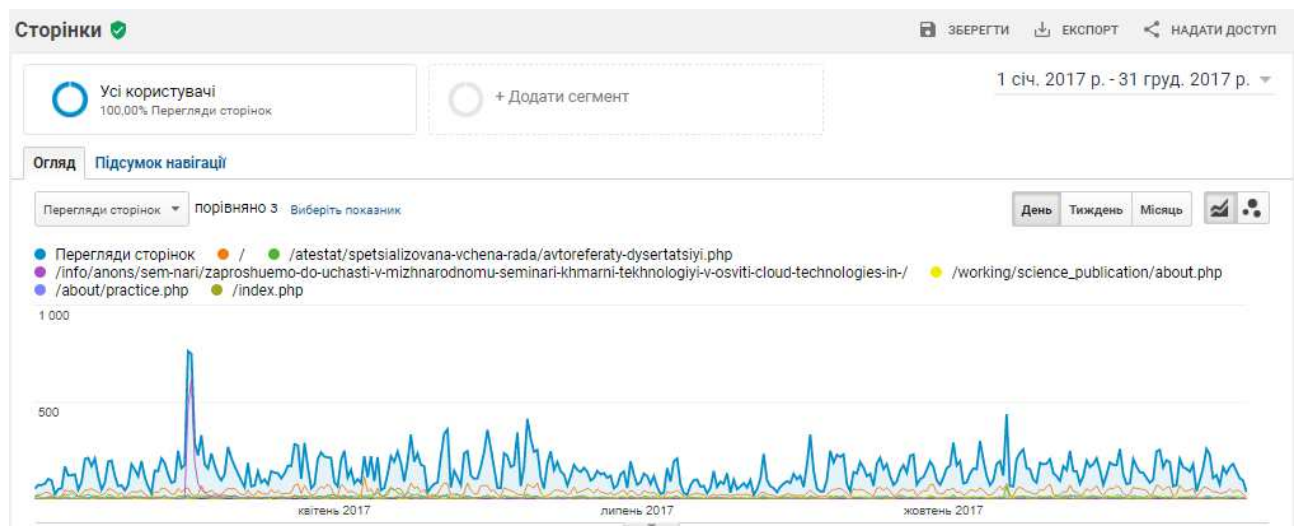 Сторінки
ЗБЕРЕГТИ ЕКСПОРТ НАДАТИ ДОСТУП
Усі користувачі
100,00% Перегляди сторінок
+ Додати сегмент
1 січ. 2017 р. - 31 груд. 2017 р.
Огляд Підсумок навігації
Перегляди сторінок порівняно з Виберіть показник
День Тиждень Місяць
Перегляди сторінок / /atestat/spetsializovana-vchena-rada/avtoreferaty-dysertatsiyi.php
/info/anons/sem-nari/zaproshuemo-do-uchasti-v-mizhnarodnomu-seminari-khmarni-tekhnologiyi-v-osviti-cloud-technologies-in-/ /working/science_publication/about.php
/about/practice.php /index.php
1 000
500
квітень 2017 липень 2017 жовтень 2017